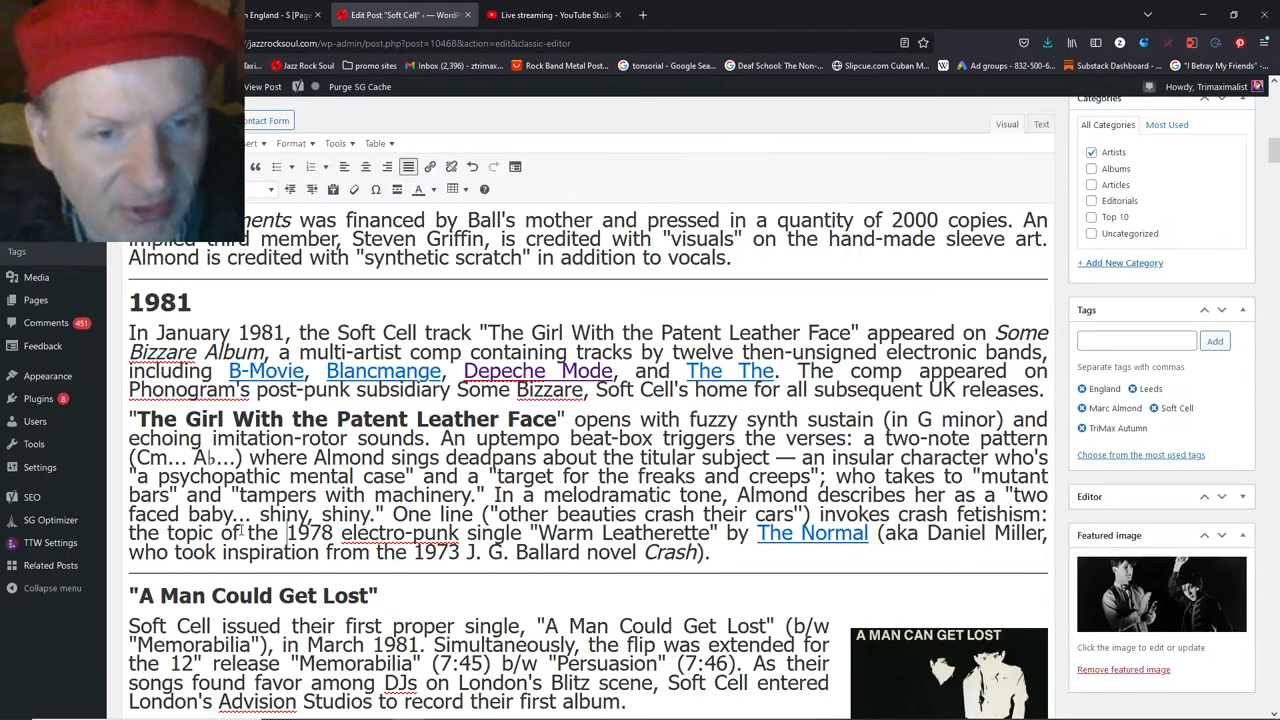 n England - S [Page
Edit Post "Soft Cell" ‹ — WordPr
Live streaming - YouTube Studi
/jazzrocksoul.com/wp-admin/post.php?post=10468&action=edit&classic-editor
Jazz Rock Soul
promo sites
Inbox (2,396) - ztrimax...
Rock Band Metal Post...
tonsorial - Google Sea...
Deaf School: The Non...
Slipcue.com Cuban M...
Ad groups - 832-500-6...
Substack Dashboard
"I Betray My Friends" -
View Post
Purge SG Cache
Howdy, Trimaximalist
ontact Form
Visual
Text
ert
Format
Tools
Table
Categories
All Categories
Most Used
Artists
Albums
Articles
Editorials
Top 10
Uncategorized
+ Add New Category
Tags
Add
Separate tags with commas
England
Leeds
Marc Almond
Soft Cell
TriMax Autumn
Choose from the most used tags
Editor
Featured image
Click the image to edit or update
Remove featured image
Tags
Media
Pages
Comments 451
Feedback
Appearance
Plugins 8
Users
Tools
Settings
SEO
SG Optimizer
TTW Settings
Related Posts
Collapse menu
ments was financed by Ball's mother and pressed in a quantity of 2000 copies. An
implied third member, Steven Griffin, is credited with "visuals" on the hand-made sleeve art.
Almond is credited with "synthetic scratch" in addition to vocals.
1981
In January 1981, the Soft Cell track "The Girl With the Patent Leather Face" appeared on Some
Bizzare Album, a multi-artist comp containing tracks by twelve then-unsigned electronic bands,
including B-Movie, Blancmange, Depeche Mode, and The The. The comp appeared on
Phonogram's post-punk subsidiary Some Bizzare, Soft Cell's home for all subsequent UK releases.
"The Girl With the Patent Leather Face" opens with fuzzy synth sustain (in G minor) and
echoing imitation-rotor sounds. An uptempo beat-box triggers the verses: a two-note pattern
(Cm... A♭...) where Almond sings deadpans about the titular subject — an insular character who's
"a psychopathic mental case" and a "target for the freaks and creeps"; who takes to "mutant
bars" and "tampers with machinery." In a melodramatic tone, Almond describes her as a "two
faced baby... shiny, shiny." One line ("other beauties crash their cars") invokes crash fetishism:
the topic of the 1978 electro-punk single "Warm Leatherette" by The Normal (aka Daniel Miller,
who took inspiration from the 1973 J. G. Ballard novel Crash).
"A Man Could Get Lost"
Soft Cell issued their first proper single, "A Man Could Get Lost" (b/w
"Memorabilia"), in March 1981. Simultaneously, the flip was extended for
the 12" release "Memorabilia" (7:45) b/w "Persuasion" (7:46). As their
songs found favor among DJs on London's Blitz scene, Soft Cell entered
London's Advision Studios to record their first album.
A MAN CAN GET LOST